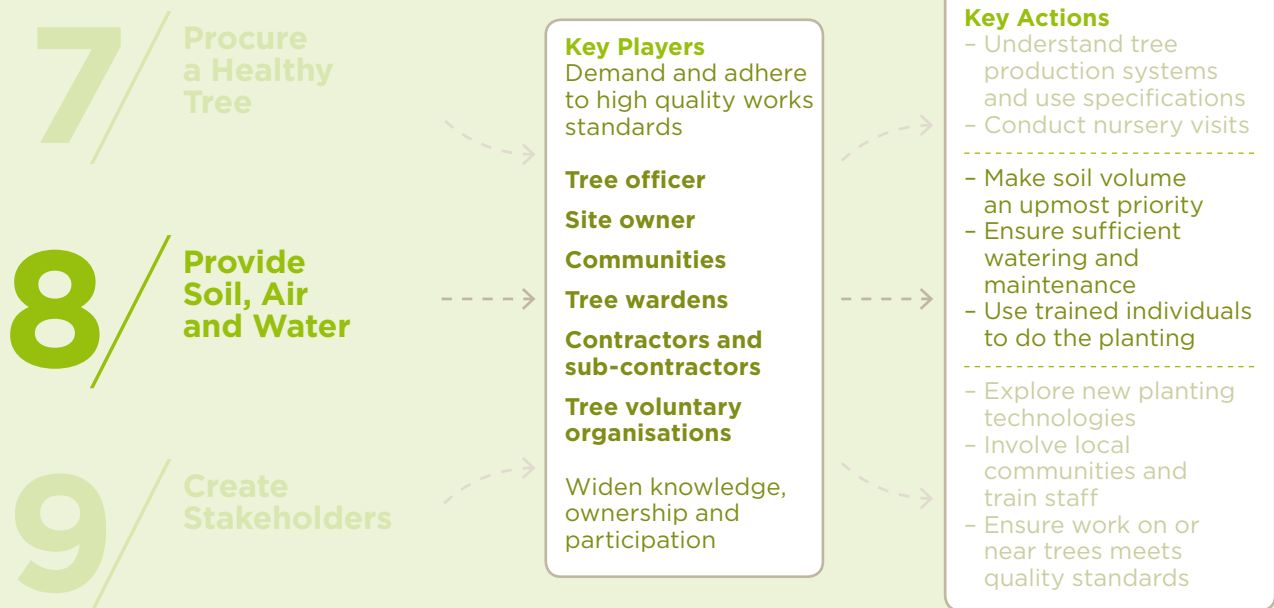 7
Procure
a Healthy
Tree
8
Provide
Soil, Air
and Water
9
Create
Stakeholders
Key Players
Demand and adhere
to high quality works
standards
Tree officer
Site owner
Communities
Tree wardens
Contractors and
sub-contractors
Tree voluntary
organisations
Widen knowledge,
ownership and
participation
Key Actions
– Understand tree
production systems
and use specifications
– Conduct nursery visits
– Make soil volume
an upmost priority
– Ensure sufficient
watering and
maintenance
– Use trained individuals
to do the planting
– Explore new planting
technologies
– Involve local
communities and
train staff
– Ensure work on or
near trees meets
quality standards